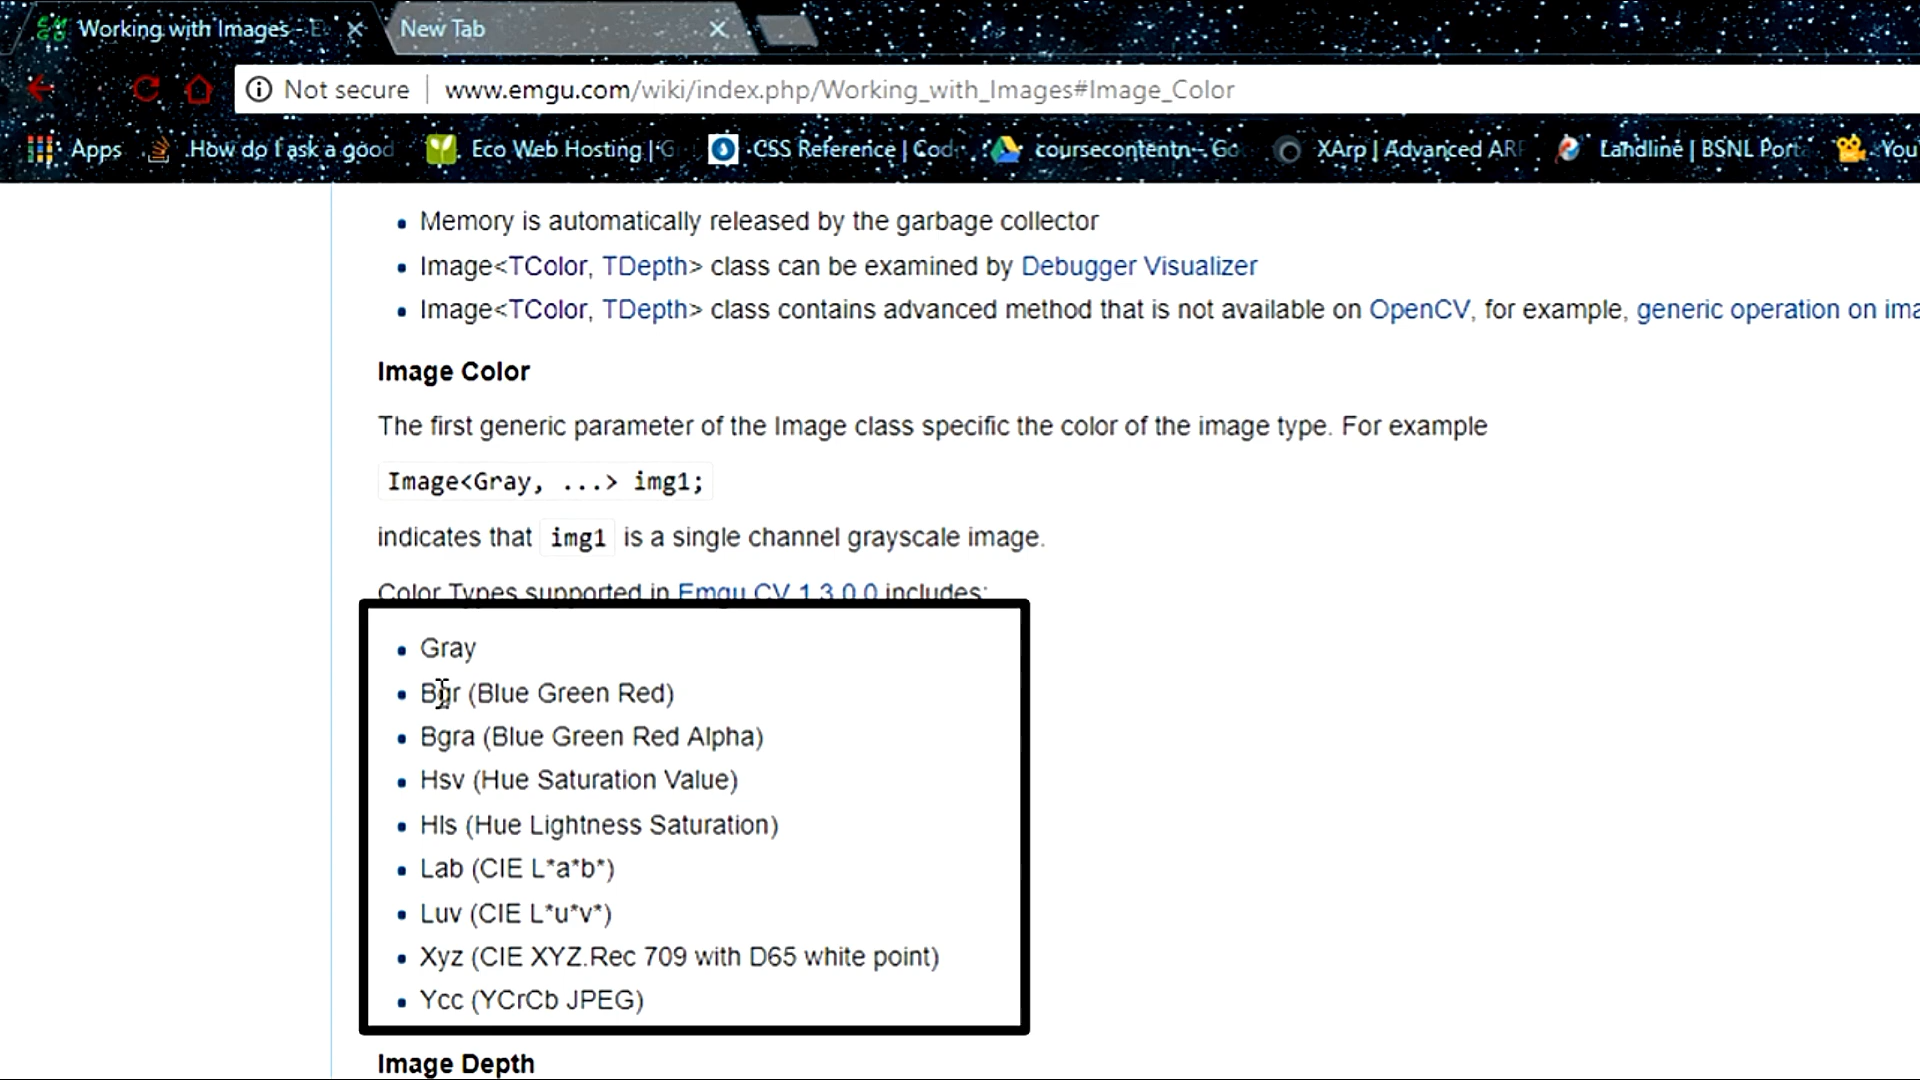 Working with Images - E
New Tab
Not secure
www.emgu.com/wiki/index.php/Working_with_Images#Image_Color
Apps
How do I ask a good
Eco Web Hosting | G
CSS Reference | Cod
coursecontentn - Go
XArp | Advanced ARP
Landline | BSNL Port
You
Memory is automatically released by the garbage collector
Image<TColor, TDepth> class can be examined by Debugger Visualizer
Image<TColor, TDepth> class contains advanced method that is not available on OpenCV, for example, generic operation on ima
Image Color
The first generic parameter of the Image class specific the color of the image type. For example
Image<Gray, ...> img1;
indicates that img1 is a single channel grayscale image.
Color Types supported in Emgu CV 1.3.0.0 includes:
Gray
Bgr (Blue Green Red)
Bgra (Blue Green Red Alpha)
Hsv (Hue Saturation Value)
Hls (Hue Lightness Saturation)
Lab (CIE L*a*b*)
Luv (CIE L*u*v*)
Xyz (CIE XYZ.Rec 709 with D65 white point)
Ycc (YCrCb JPEG)
Image Depth